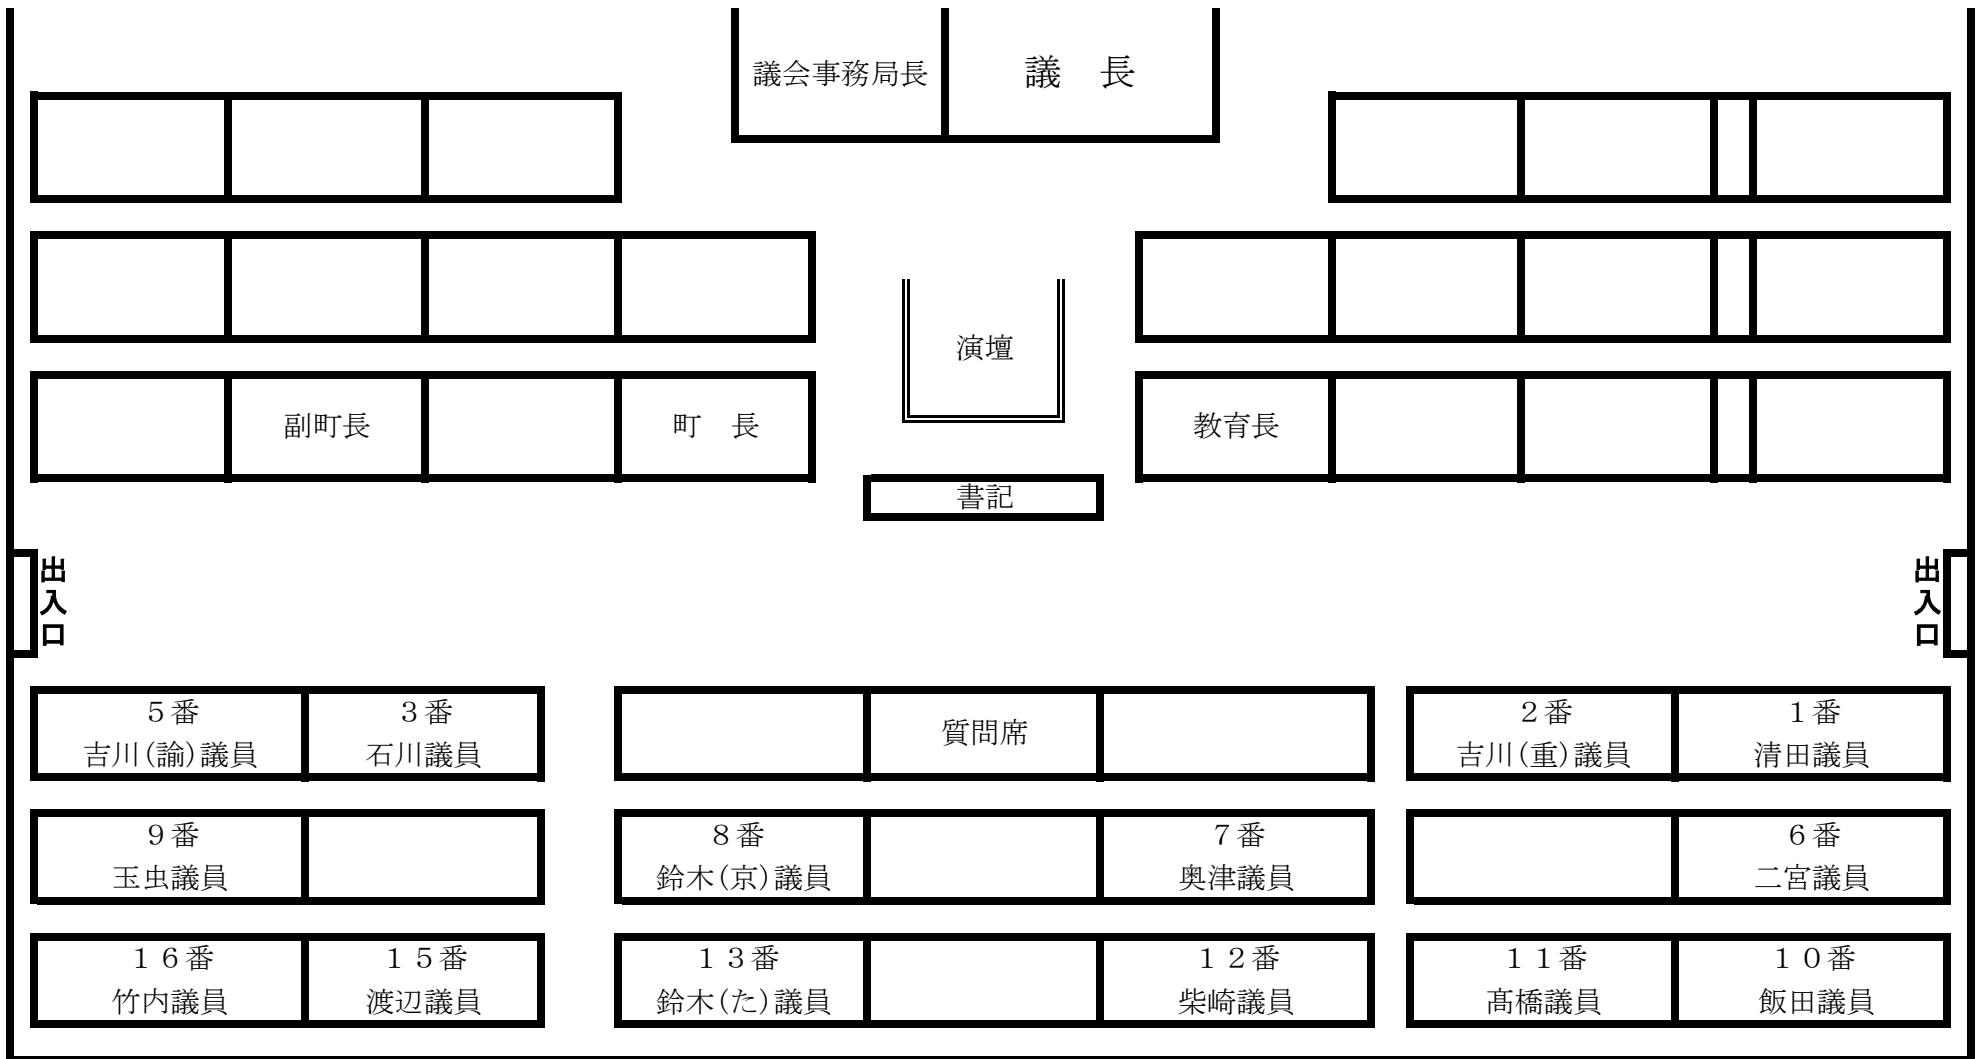 議会事務局長
議　長
演壇
副町長
町　長
教育長
書記
出入口
出入口
５番
吉川(諭)議員
３番
石川議員
質問席
２番
吉川(重)議員
１番
清田議員
９番
玉虫議員
８番
鈴木(京)議員
７番
奥津議員
６番
二宮議員
１６番
竹内議員
１５番
渡辺議員
１３番
鈴木(た)議員
１２番
柴崎議員
１１番
髙橋議員
１０番
飯田議員